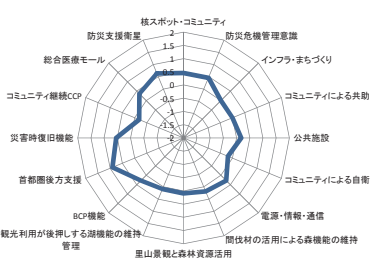 核スポット・コミュニティ
防災危機管理意識
インフラ・まちづくり
コミュニティによる共助
公共施設
コミュニティによる自衛
電源・情報・通信
間伐材の活用による森機能の維持
里山景観と森林資源活用
観光利用が後押しする湖機能の維持
管理
BCP機能
首都圏後方支援
災害時復旧機能
コミュニティ継続CCP
総合医療モール
防災支援衛星
2
1.5
1
0.5
0
-0.5
-1
-1.5
-2